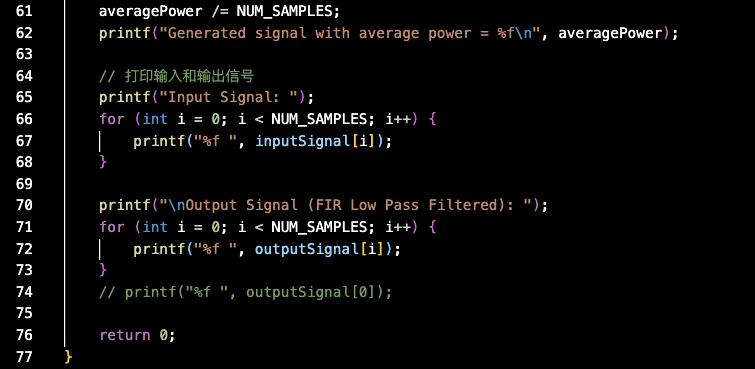 61 averagePower /= NUM_SAMPLES;
62 printf("Generated signal with average power = %f\n", averagePower);
63
64 // 打印输入和输出信号
65 printf("Input Signal: ");
66 for (int i = 0; i < NUM_SAMPLES; i++) {
67 printf("%f ", inputSignal[i]);
68 }
69
70 printf("\nOutput Signal (FIR Low Pass Filtered): ");
71 for (int i = 0; i < NUM_SAMPLES; i++) {
72 printf("%f ", outputSignal[i]);
73 }
74 // printf("%f ", outputSignal[0]);
75
76 return 0;
77 }